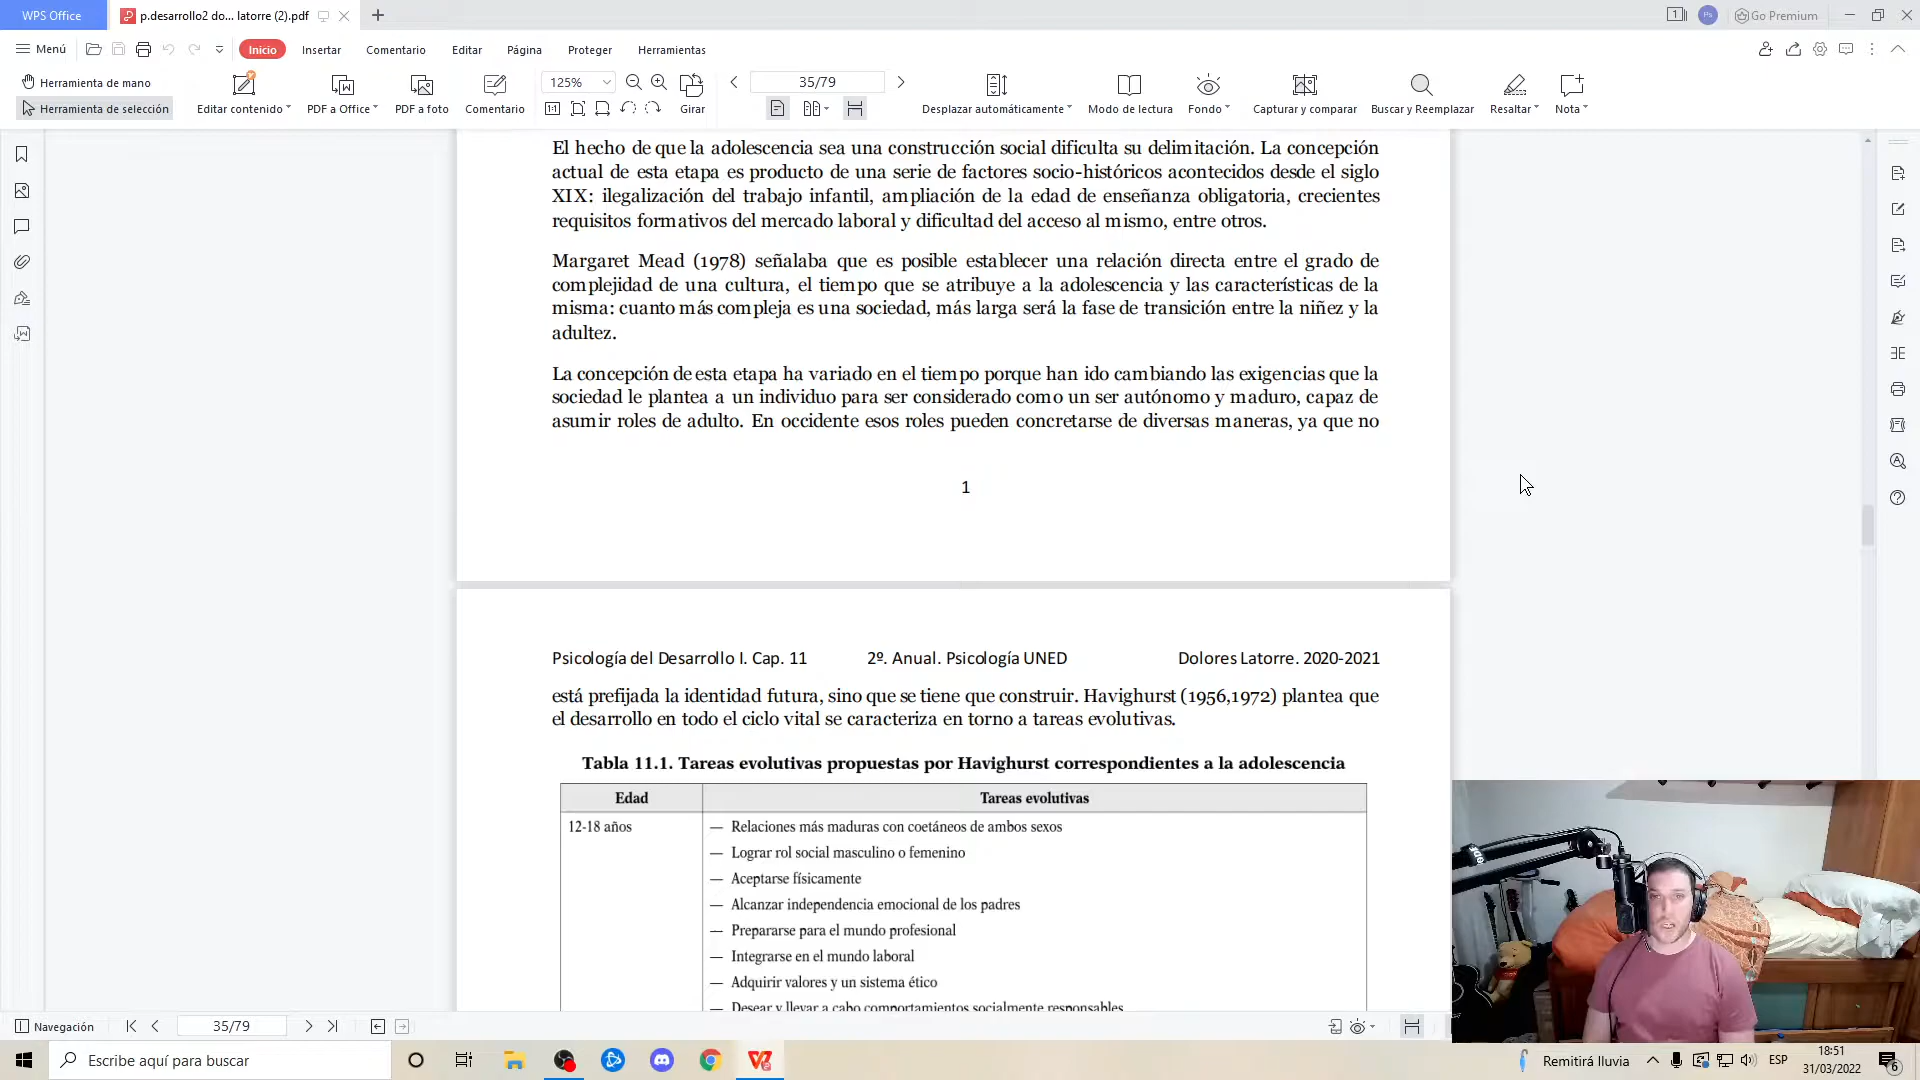 WPS Office
p.desarrollo2 do... latorre (2).pdf
1
Ps
Go Premium
Menú
Inicio
Insertar
Comentario
Editar
Página
Proteger
Herramientas
Herramienta de mano
Herramienta de selección
Editar contenido
PDF a Office
PDF a foto
Comentario
125%
Girar
35/79
Desplazar automáticamente
Modo de lectura
Fondo
Capturar y comparar
Buscar y Reemplazar
Resaltar
Nota
El hecho de que la adolescencia sea una construcción social dificulta su delimitación. La concepción
actual de esta etapa es producto de una serie de factores socio-históricos acontecidos desde el siglo
XIX: ilegalización del trabajo infantil, ampliación de la edad de enseñanza obligatoria, crecientes
requisitos formativos del mercado laboral y dificultad del acceso al mismo, entre otros.
Margaret Mead (1978) señalaba que es posible establecer una relación directa entre el grado de
complejidad de una cultura, el tiempo que se atribuye a la adolescencia y las características de la
misma: cuanto más compleja es una sociedad, más larga será la fase de transición entre la niñez y la
adultez.
La concepción de esta etapa ha variado en el tiempo porque han ido cambiando las exigencias que la
sociedad le plantea a un individuo para ser considerado como un ser autónomo y maduro, capaz de
asumir roles de adulto. En occidente esos roles pueden concretarse de diversas maneras, ya que no
1
Psicología del Desarrollo I. Cap. 11 2º. Anual. Psicología UNED Dolores Latorre. 2020-2021
está prefijada la identidad futura, sino que se tiene que construir. Havighurst (1956,1972) plantea que
el desarrollo en todo el ciclo vital se caracteriza en torno a tareas evolutivas.
Tabla 11.1. Tareas evolutivas propuestas por Havighurst correspondientes a la adolescencia
Edad Tareas evolutivas
12-18 años — Relaciones más maduras con coetáneos de ambos sexos
— Lograr rol social masculino o femenino
— Aceptarse físicamente
— Alcanzar independencia emocional de los padres
— Prepararse para el mundo profesional
— Integrarse en el mundo laboral
— Adquirir valores y un sistema ético
— Desear y llevar a cabo comportamientos socialmente responsables
Navegación
35/79
Escribe aquí para buscar
Remitirá lluvia
ESP
18:51
31/03/2022
6